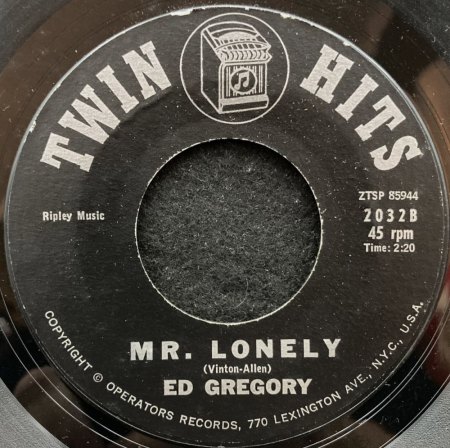 TWIN HITS
ZTSP 85944
Ripley Music
2032B
45 rpm
Time: 2:20
MR. LONELY
(Vinton-Allen)
ED GREGORY
COPYRIGHT © OPERATORS RECORDS, 770 LEXINGTON AVE., N.Y.C., U.S.A.